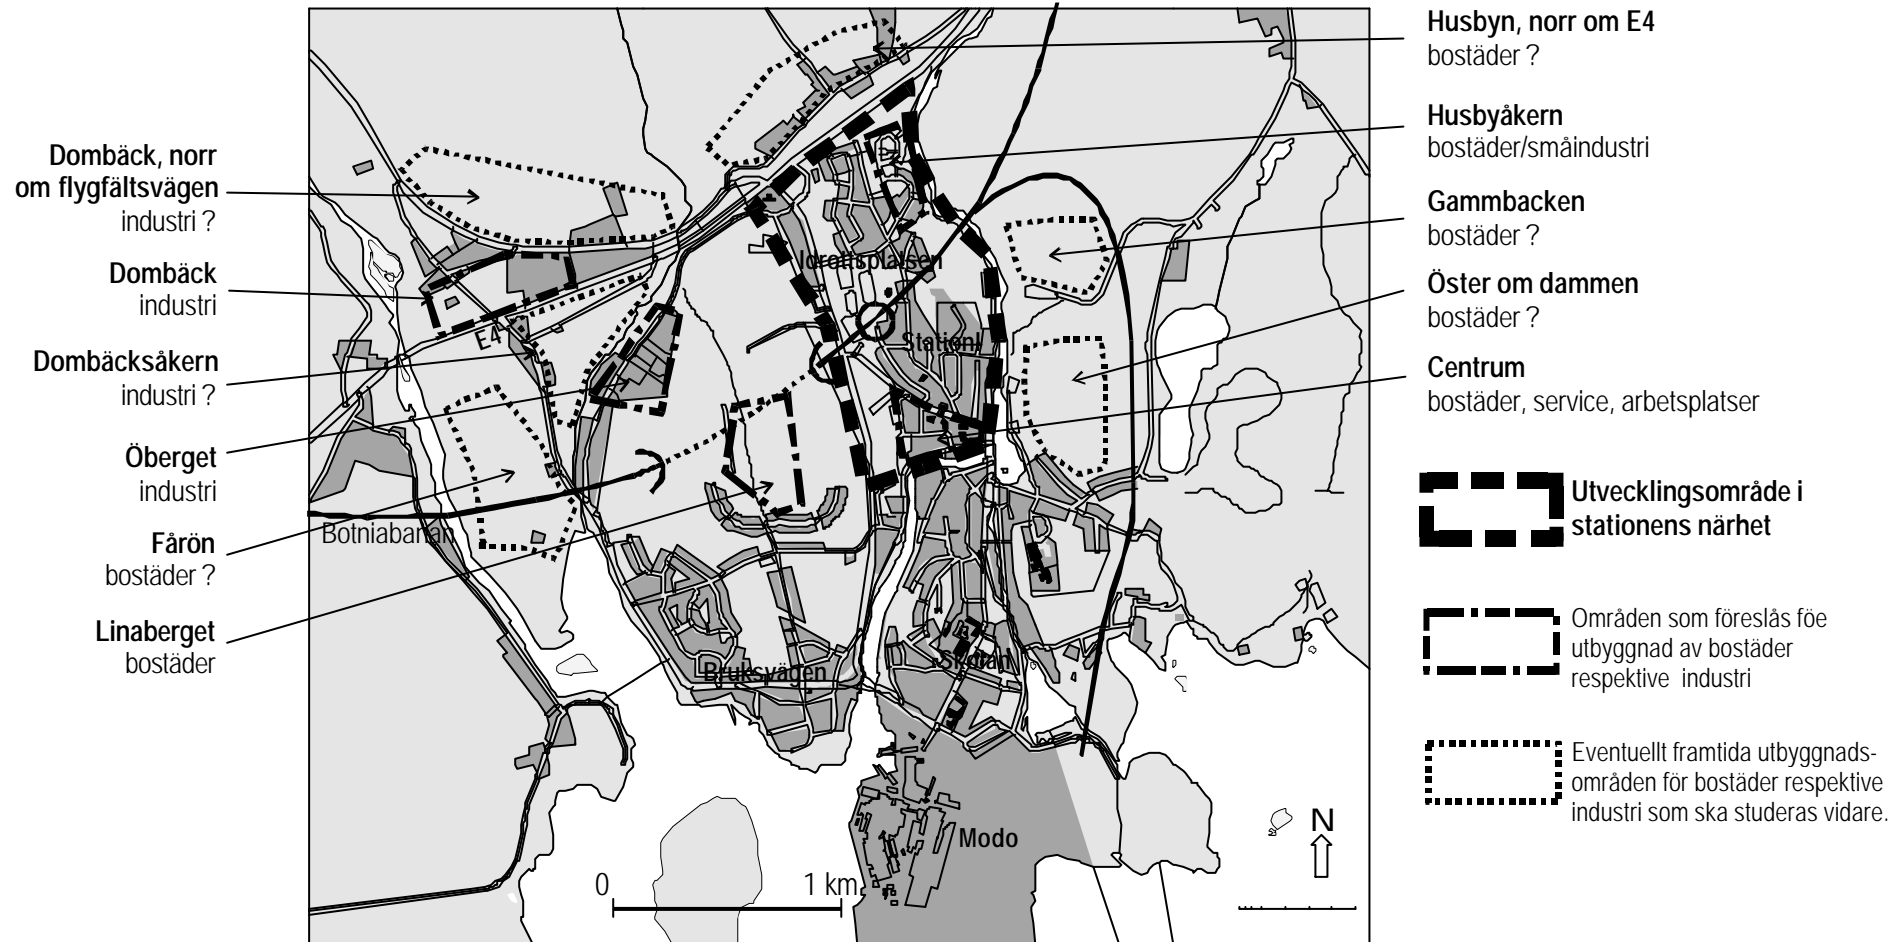 Dombäck, norr
om flygfältsvägen
industri ?
Dombäck
industri
Dombäcksåkern
industri ?
Öberget
industri
Fårön
bostäder ?
Linaberget
bostäder
Idrottsplatsen
E4
Stationl
Botniabanan
Bruksvägen
Skolan
Modo
0 1 km
N
Husbyn, norr om E4
bostäder ?
Husbyåkern
bostäder/småindustri
Gammbacken
bostäder ?
Öster om dammen
bostäder ?
Centrum
bostäder, service, arbetsplatser
Utvecklingsområde i
stationens närhet
Områden som föreslås föe
utbyggnad av bostäder
respektive industri
Eventuellt framtida utbyggnads-
områden för bostäder respektive
industri som ska studeras vidare.